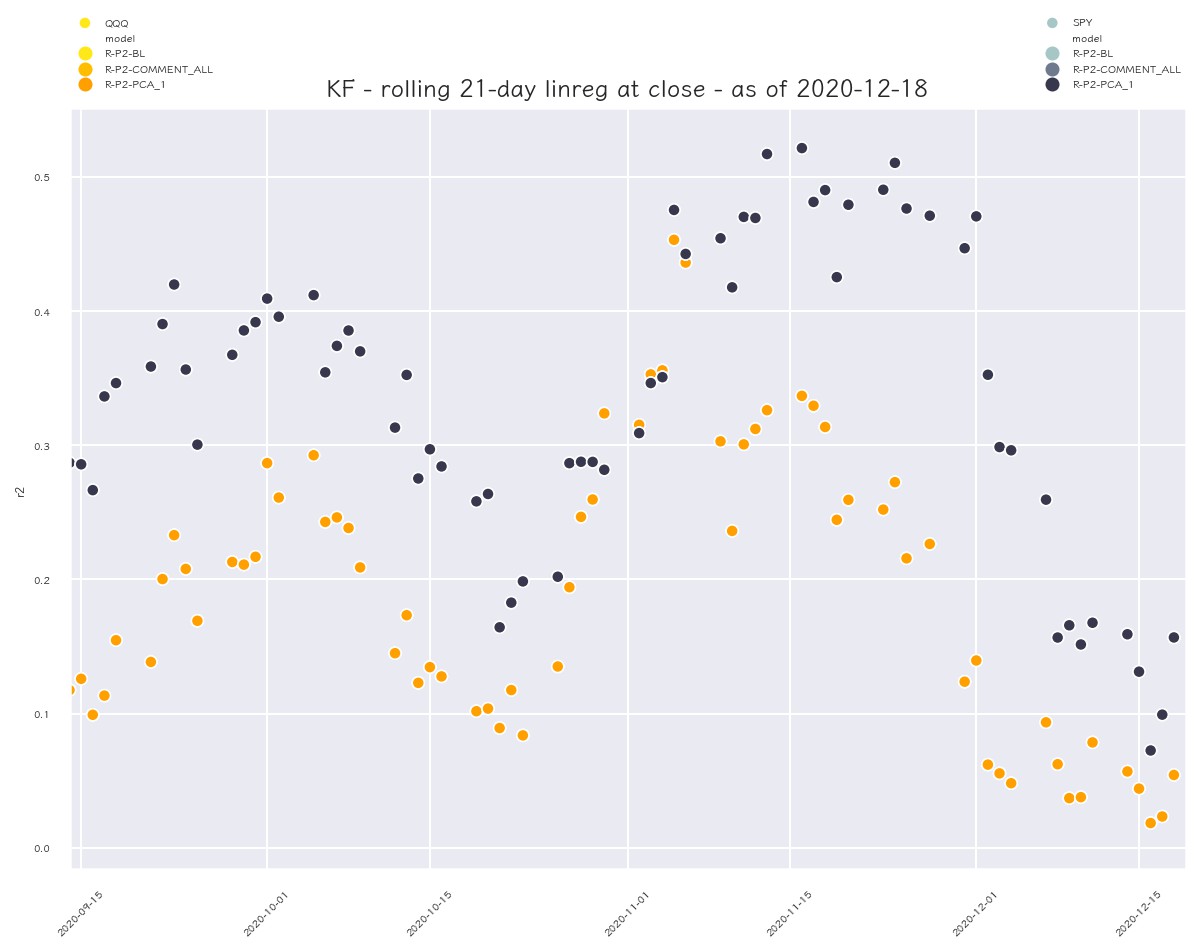 QQQ
model
R-P2-BL
R-P2-COMMENT_ALL
R-P2-PCA_1
SPY
model
R-P2-BL
R-P2-COMMENT_ALL
R-P2-PCA_1
KF - rolling 21-day linreg at close - as of 2020-12-18
r2
0.5
0.4
0.3
0.2
0.1
0.0
2020-09-15
2020-10-01
2020-10-15
2020-11-01
2020-11-15
2020-12-01
2020-12-15